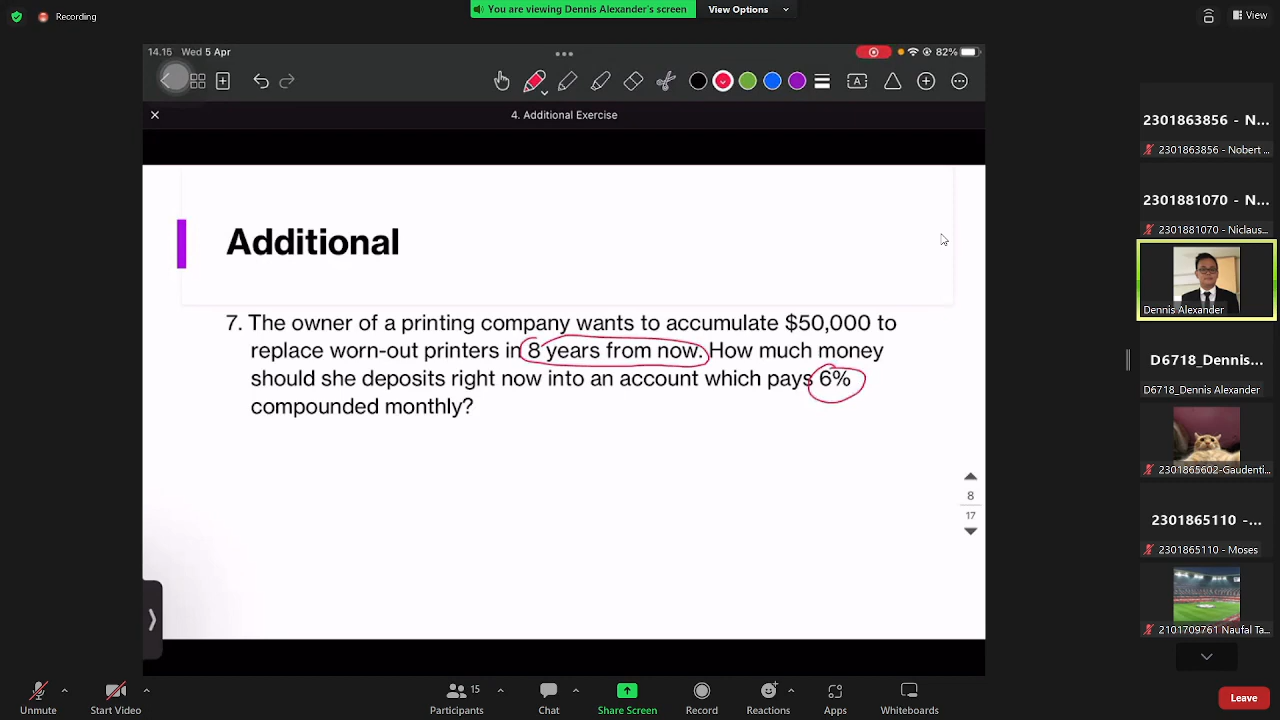 Recording
You are viewing Dennis Alexander's screen
View Options
View
14.15 Wed 5 Apr
82%
A
4. Additional Exercise
Additional
7. The owner of a printing company wants to accumulate $50,000 to
replace worn-out printers in 8 years from now. How much money
should she deposits right now into an account which pays 6%
compounded monthly?
8
17
2301863856 - N...
2301863856 - Nobert ...
2301881070 - N...
2301881070 - Niclaus...
Dennis Alexander
D6718_Dennis...
D6718_Dennis Alexander
2301865602-Gaudenti...
2301865110 -...
2301865110 - Moses
2101709761 Naufal Ta...
Unmute
Start Video
15
Participants
Chat
Share Screen
Record
Reactions
Apps
Whiteboards
Leave